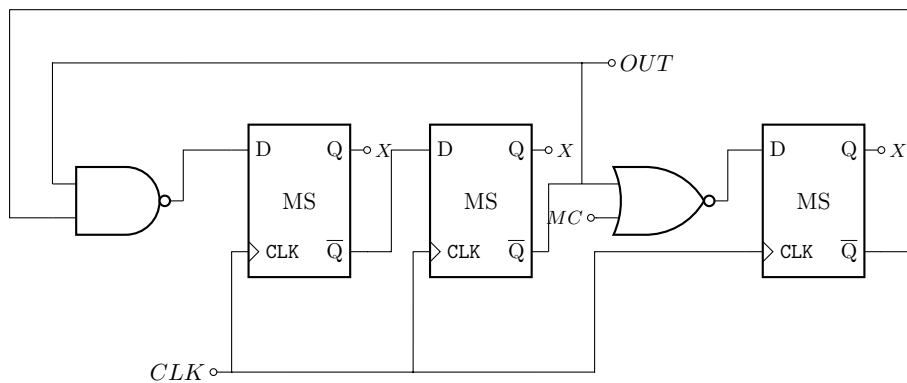 OUT
D Q X
MS
CLK Q̅
D Q X
MS
CLK Q̅
MC
D Q X
MS
CLK Q̅
CLK